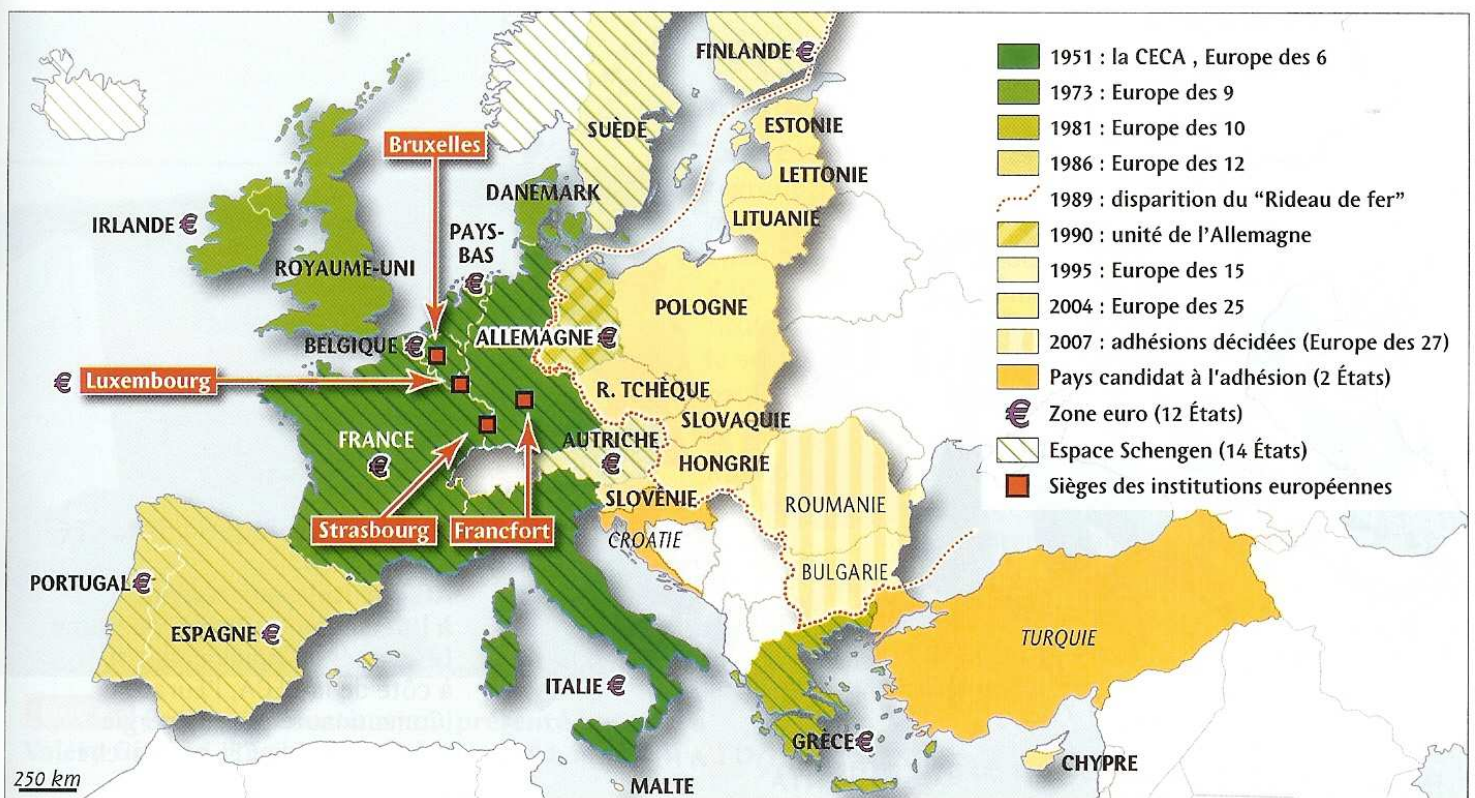 FINLANDE €
SUÈDE
ESTONIE
LETTONIE
LITUANIE
Bruxelles
DANEMARK
IRLANDE €
PAYS-
BAS
€
ROYAUME-UNI
POLOGNE
BELGIQUE €
ALLEMAGNE €
€ Luxembourg
R. TCHÈQUE
SLOVAQUIE
FRANCE
€
AUTRICHE
€
HONGRIE
SLOVÈNIE
ROUMANIE
Strasbourg
Francfort
CROATIE
BULGARIE
PORTUGAL €
ESPAGNE €
TURQUIE
ITALIE €
GRÈCE €
CHYPRE
MALTE
250 km
1951 : la CECA , Europe des 6
1973 : Europe des 9
1981 : Europe des 10
1986 : Europe des 12
1989 : disparition du “Rideau de fer”
1990 : unité de l’Allemagne
1995 : Europe des 15
2004 : Europe des 25
2007 : adhésions décidées (Europe des 27)
Pays candidat à l'adhésion (2 États)
€ Zone euro (12 États)
Espace Schengen (14 États)
Sièges des institutions européennes